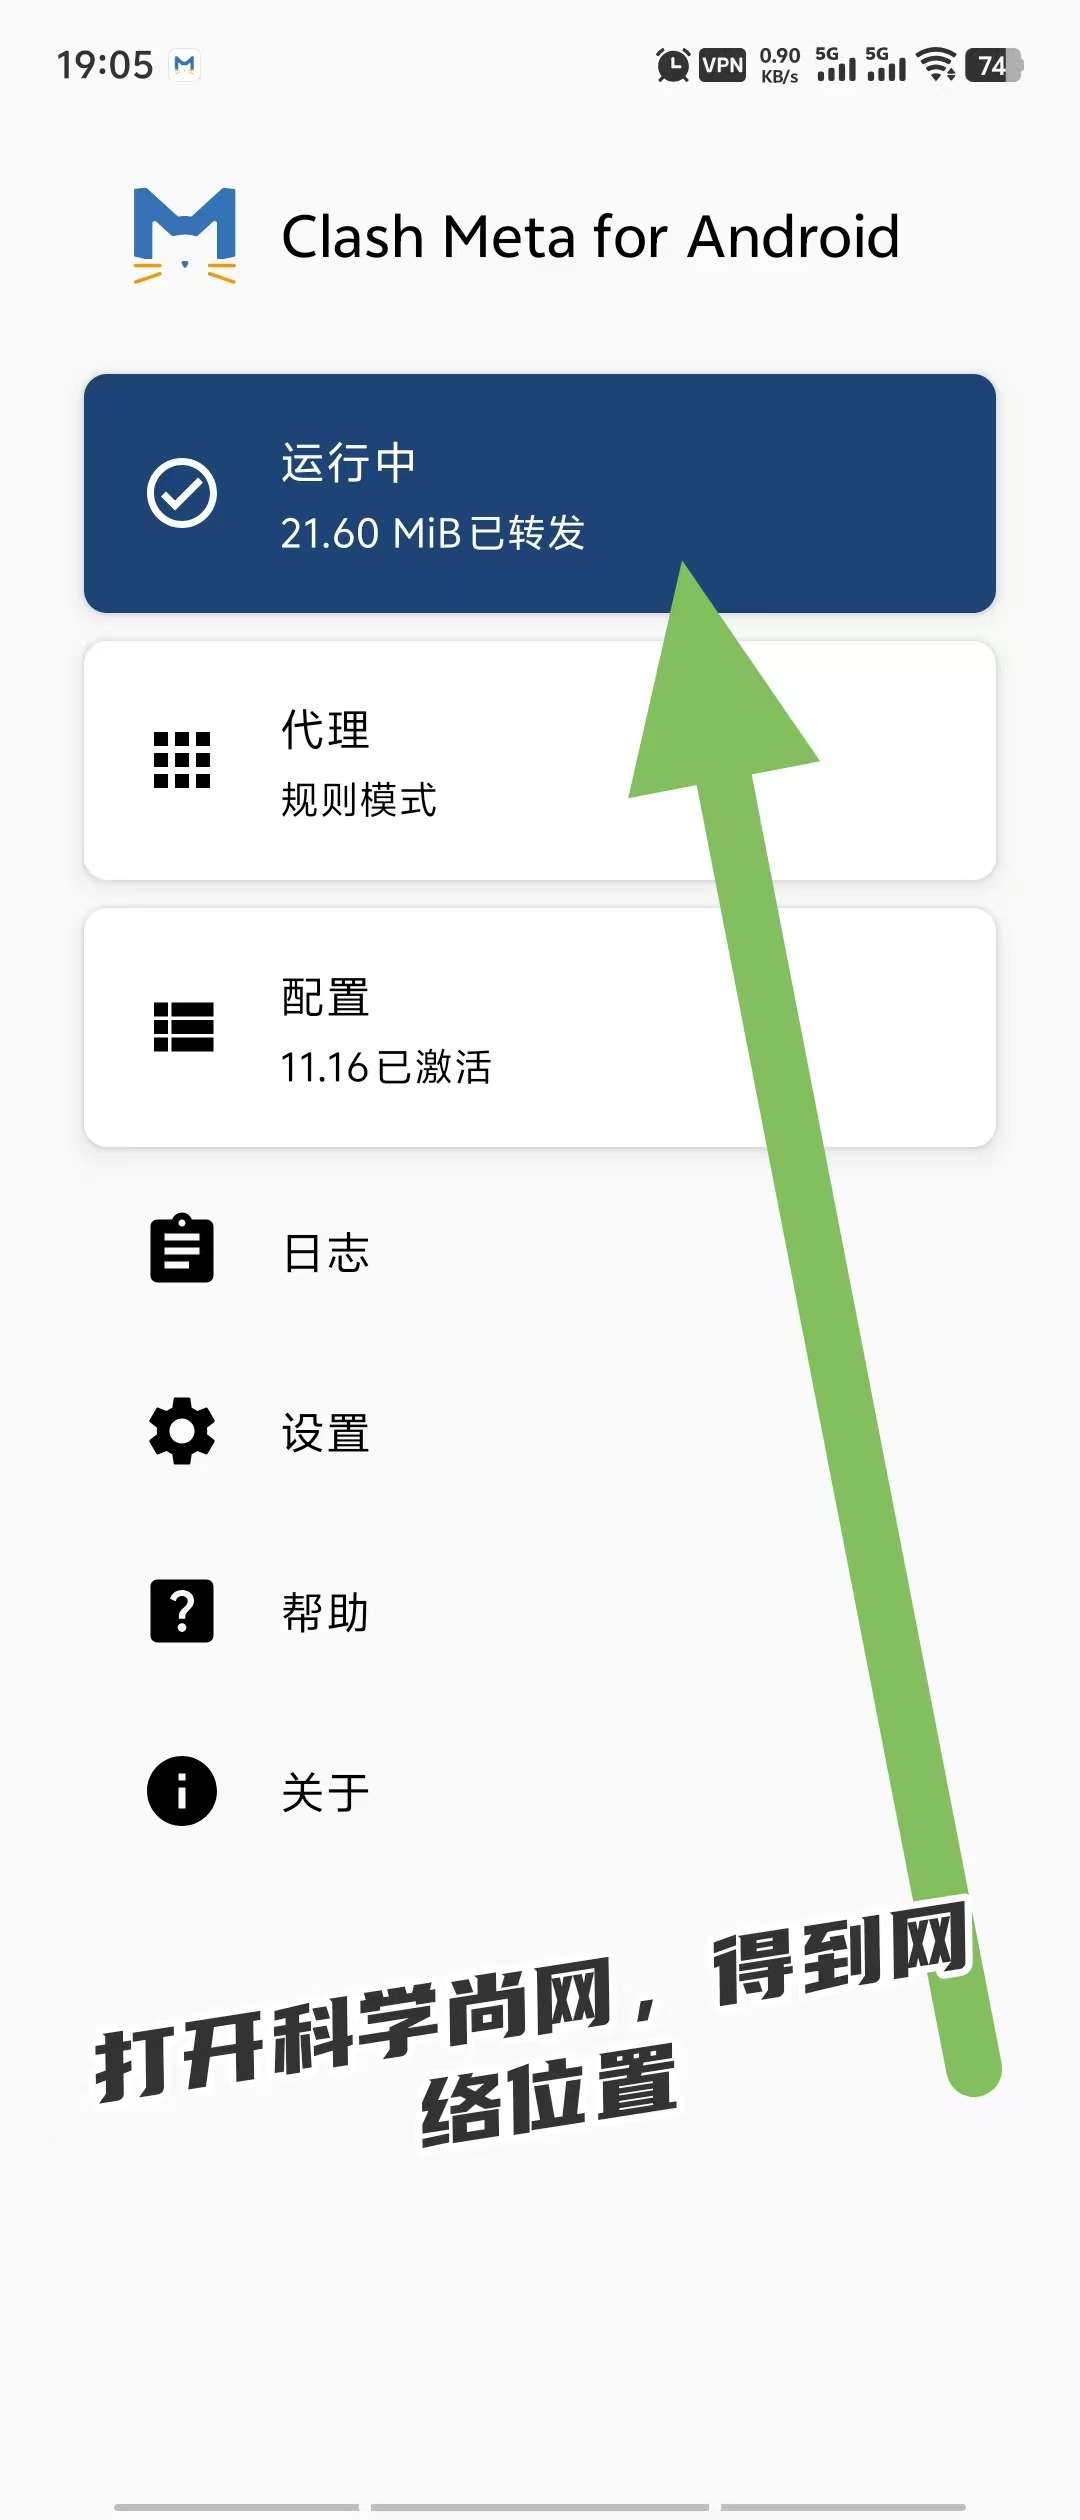 19:05
VPN
0.90
KB/s
5G
5G
74
Clash Meta for Android
运行中
21.60 MiB已转发
代理
规则模式
配置
11.16已激活
日志
设置
帮助
关于
打开科学尚网，得到网
络位置